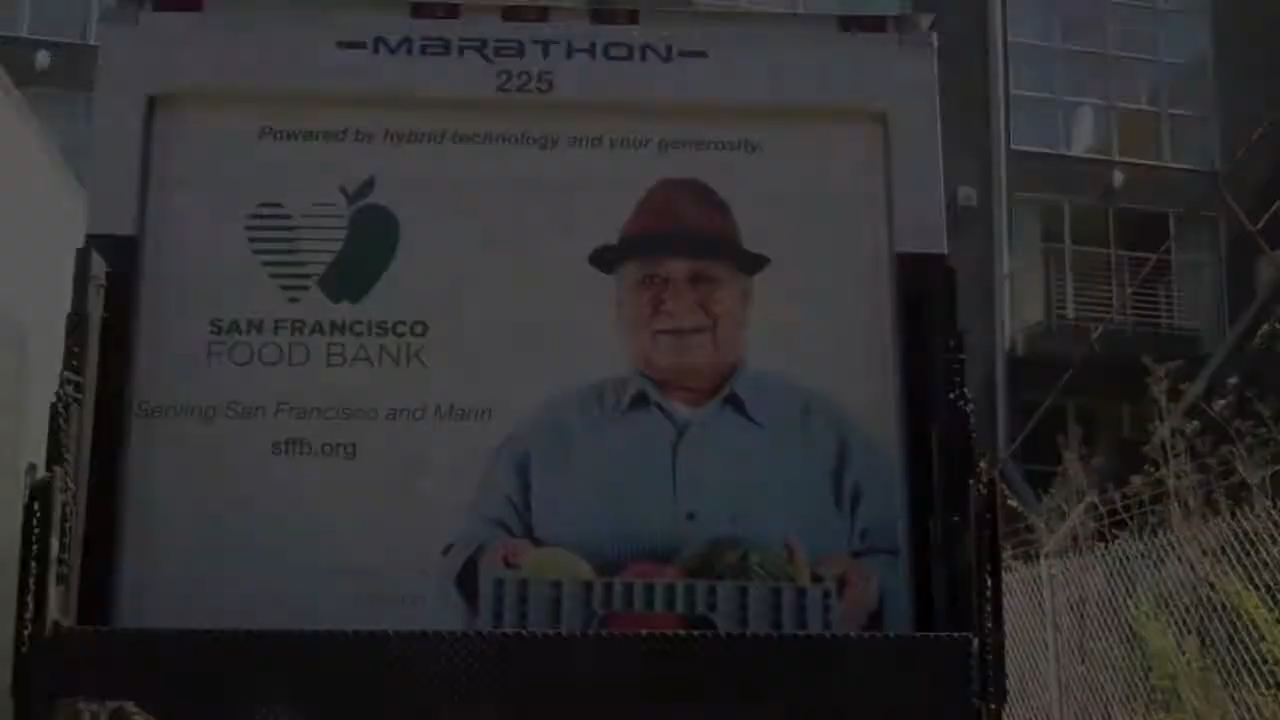 MARATHON
225
Powered by hybrid technology and your generosity.
SAN FRANCISCO
FOOD BANK
Serving San Francisco and Marin
sffb.org